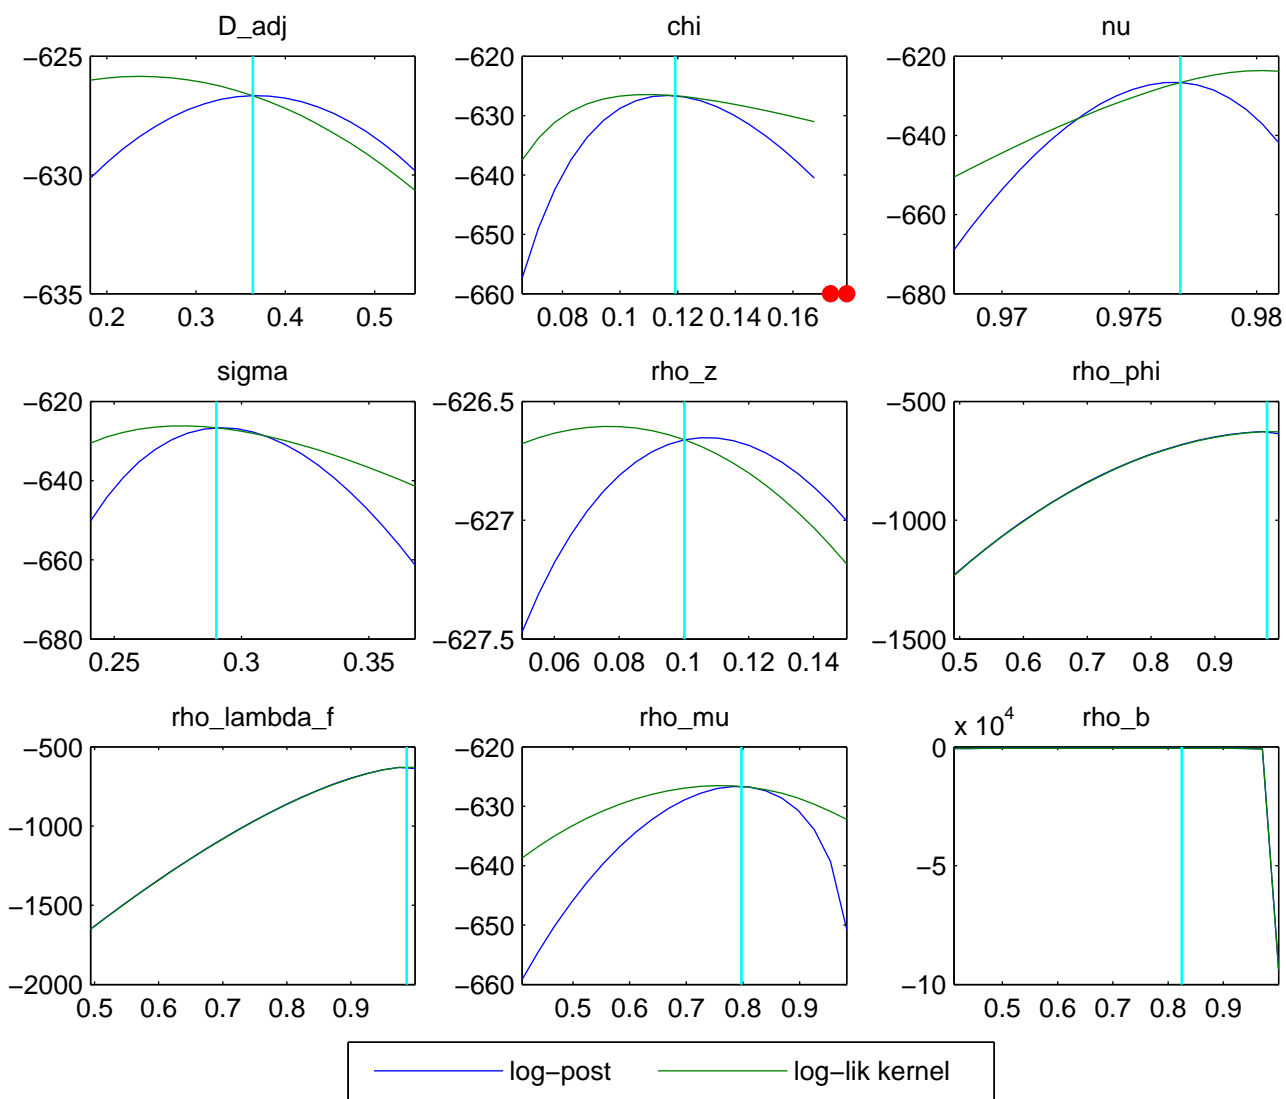 D_adj chi nu
−625 −620 −620
−630 −630 −640
−640 −660
−650
−635 −660 −680
0.2 0.3 0.4 0.5 0.08 0.1 0.12 0.14 0.16 0.97 0.975 0.98
sigma rho_z rho_phi
−620 −626.5 −500
−640 −627 −1000
−660
−680 −627.5 −1500
0.25 0.3 0.35 0.06 0.08 0.1 0.12 0.14 0.5 0.6 0.7 0.8 0.9
rho_lambda_f rho_mu x 10^4 rho_b
−500 −620 0
−1000 −630 −5
−1500 −640
−650
−2000 −660 −10
0.5 0.6 0.7 0.8 0.9 0.5 0.6 0.7 0.8 0.9 0.5 0.6 0.7 0.8 0.9
log−post log−lik kernel